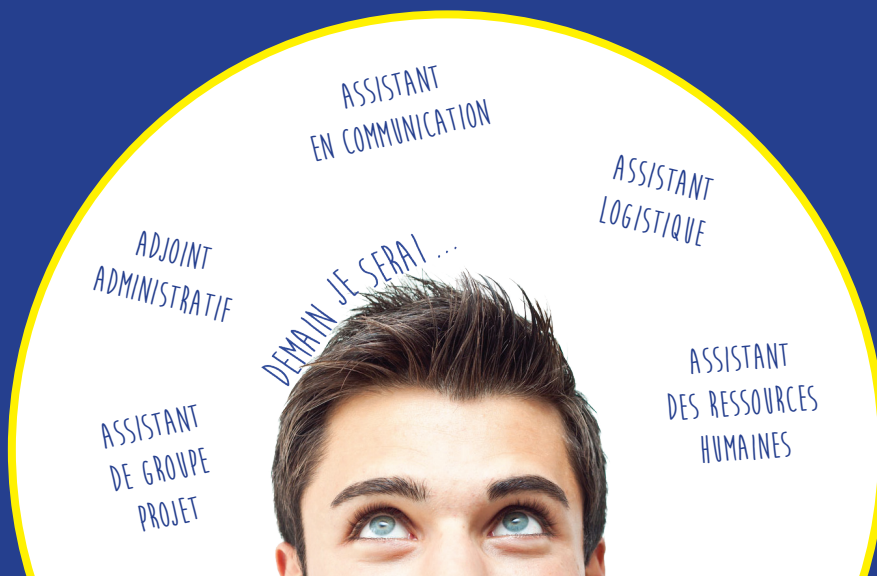 ASSISTANT
EN COMMUNICATION
ASSISTANT
LOGISTIQUE
ADJOINT
ADMINISTRATIF
DEMAIN JE SERAI ...
ASSISTANT
DES RESSOURCES
HUMAINES
ASSISTANT
DE GROUPE
PROJET